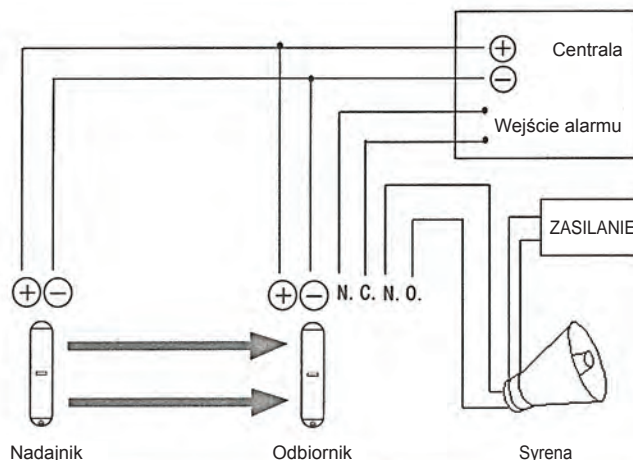 + Centrala
−
Wejście alarmu
ZASILANIE
+ − + − N. C. N. O.
Nadajnik Odbiornik Syrena